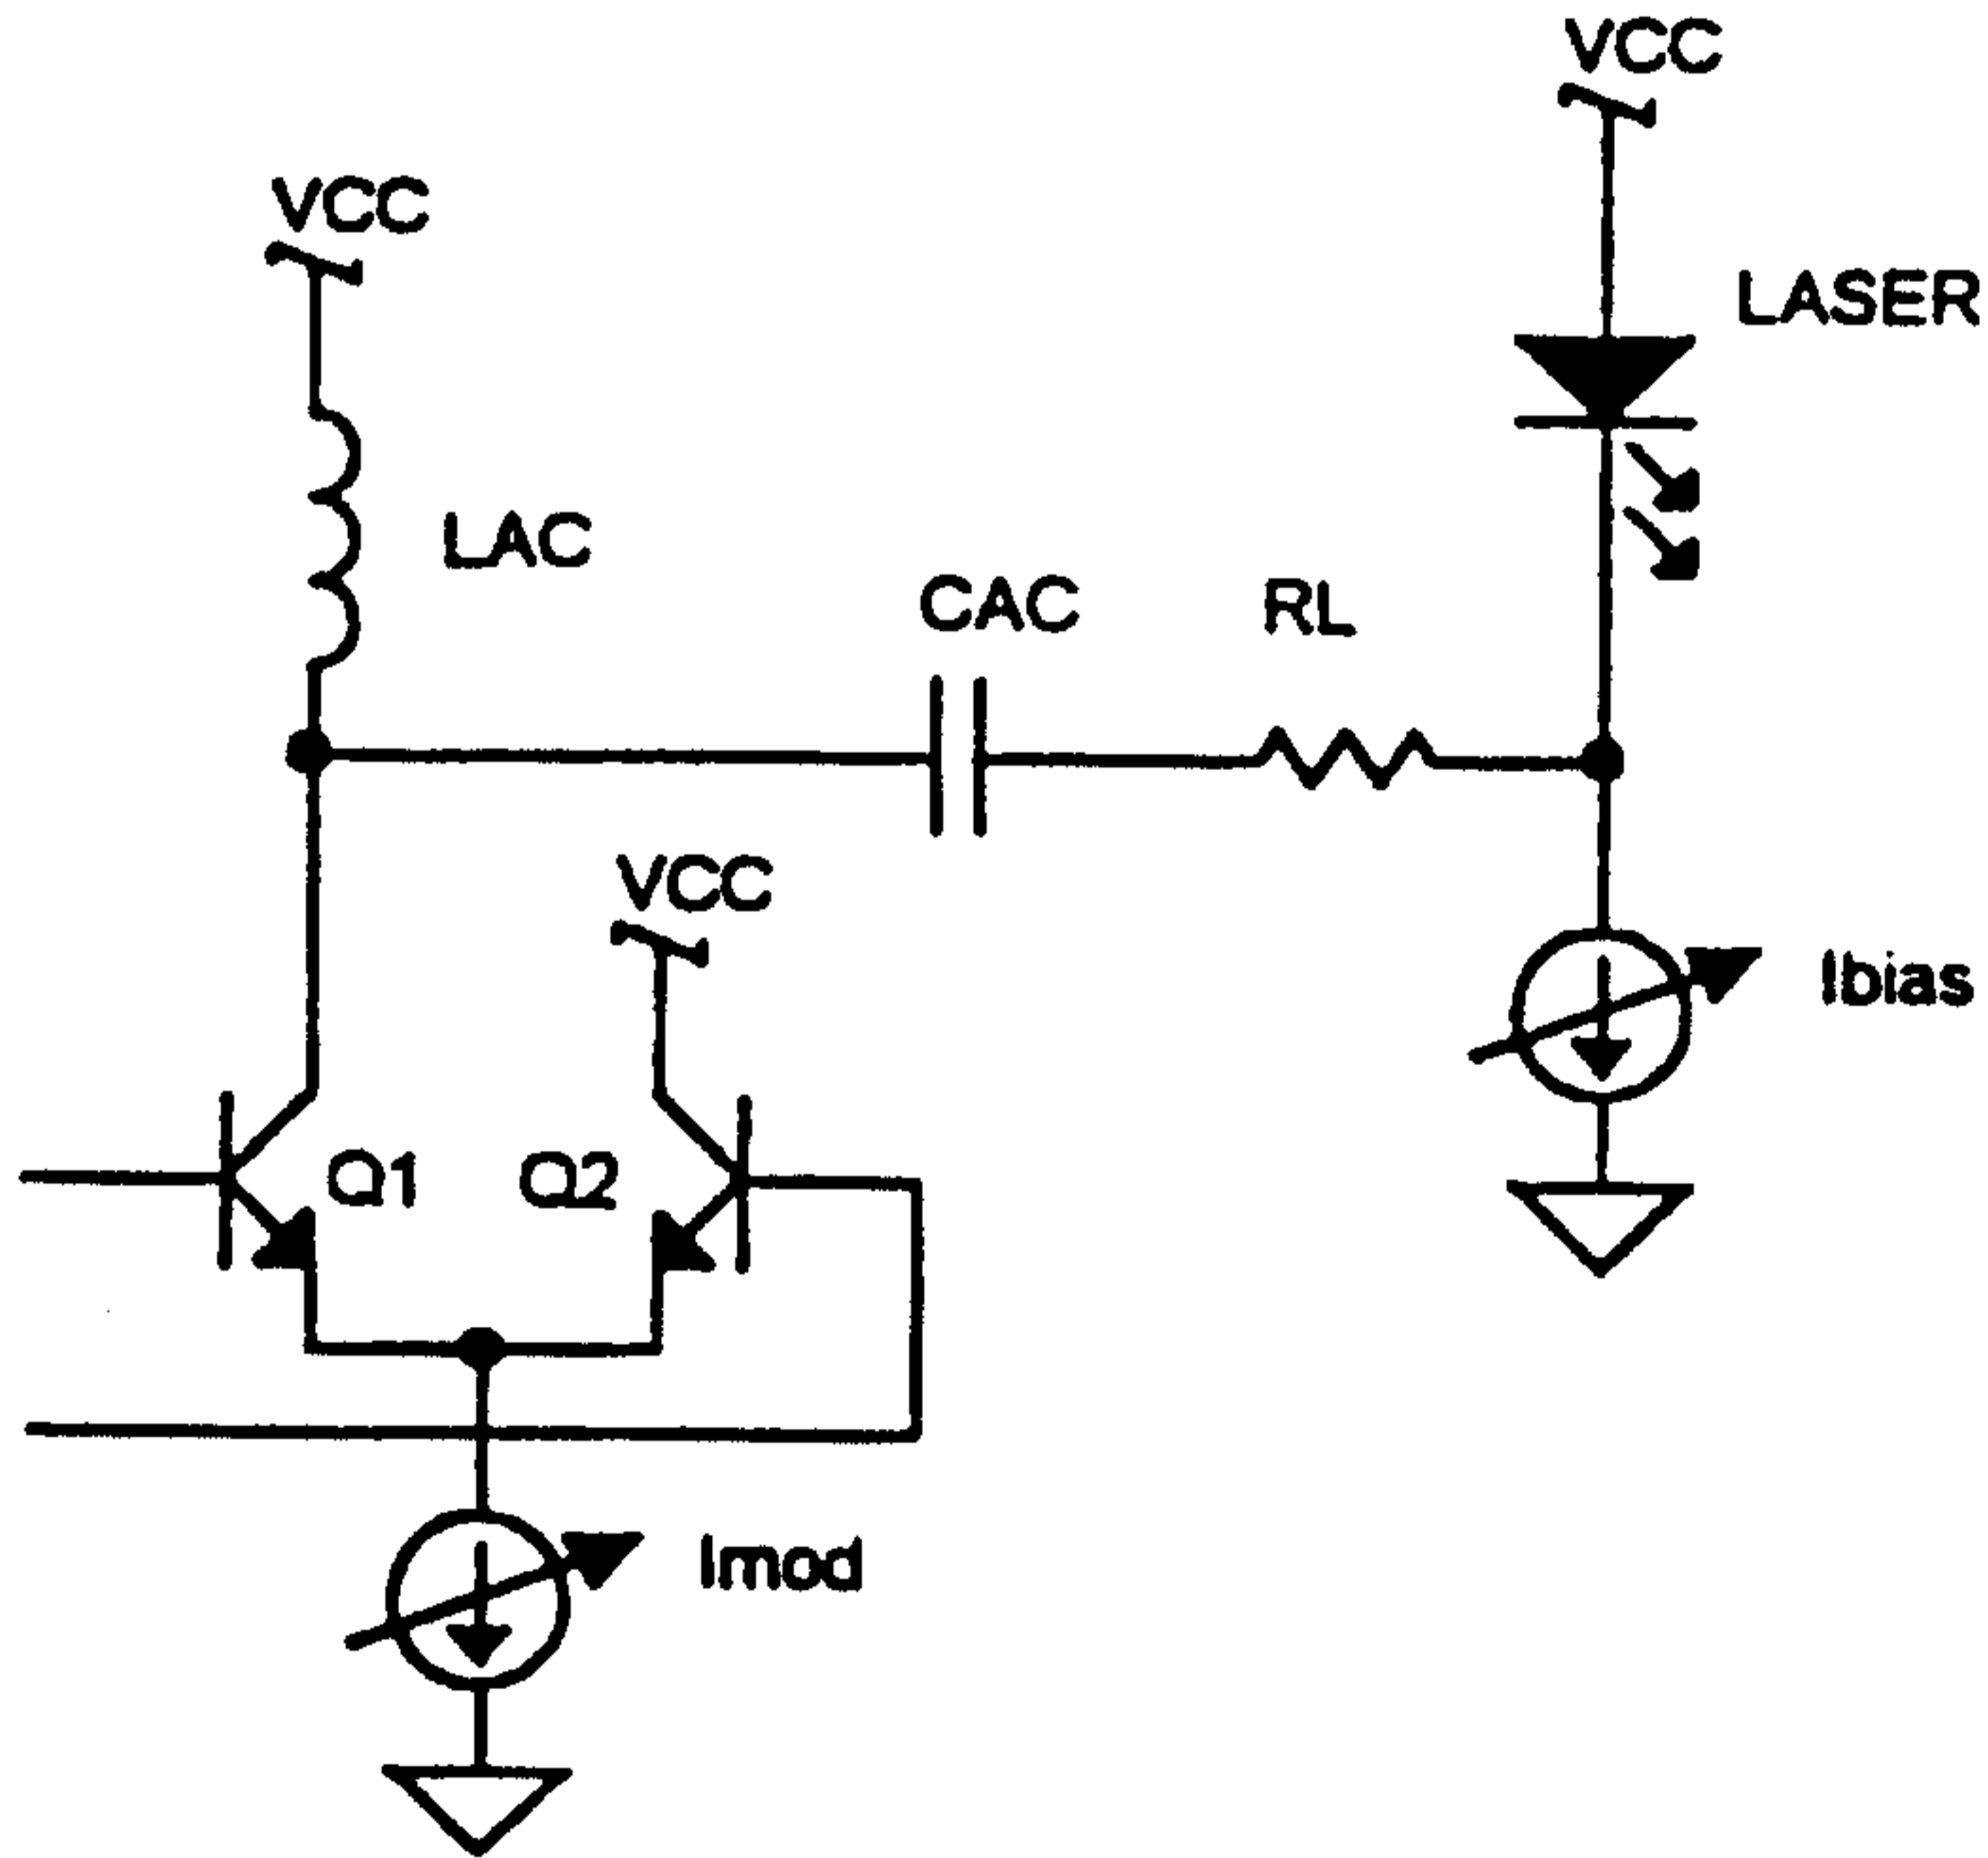 VCC
VCC
LASER
LAC
CAC
RL
VCC
Ibias
Q1
Q2
Imod